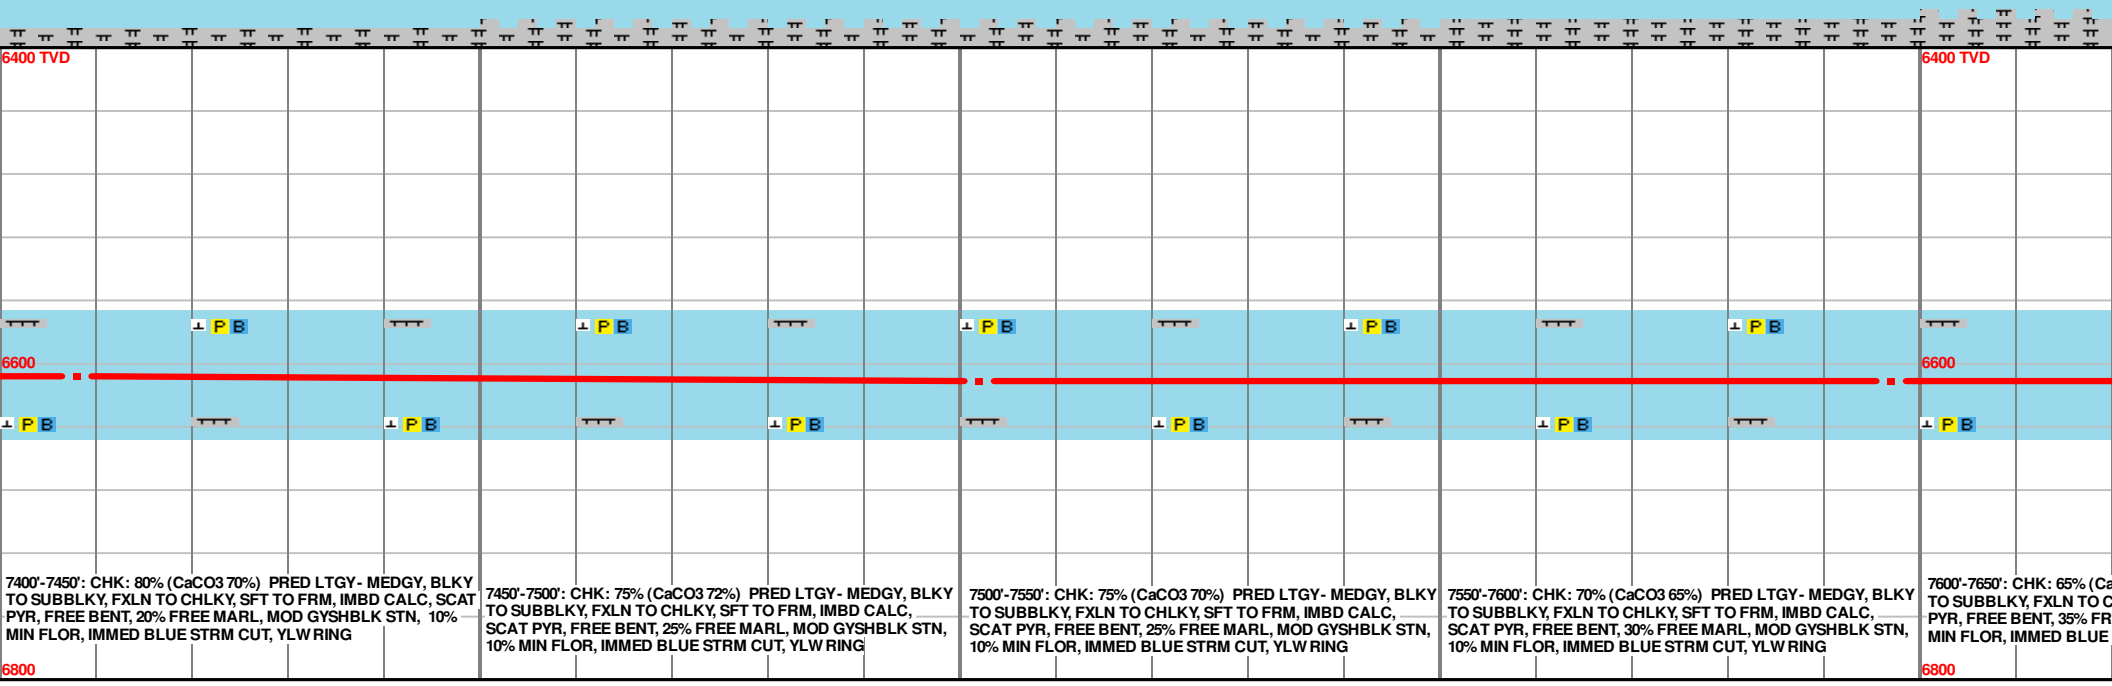 6400 TVD
6400 TVD
P B
P B
P B
P B
P B
6600
6600
P B
P B
P B
P B
P B
P B
7400'-7450': CHK: 80% (CaCO3 70%) PRED LTGY- MEDGY, BLKY
TO SUBBLKY, FXLN TO CHLKY, SFT TO FRM, IMBD CALC, SCAT
PYR, FREE BENT, 20% FREE MARL, MOD GYSHBLK STN, 10%
MIN FLOR, IMMED BLUE STRM CUT, YLW RING
7450'-7500': CHK: 75% (CaCO3 72%) PRED LTGY- MEDGY, BLKY
TO SUBBLKY, FXLN TO CHLKY, SFT TO FRM, IMBD CALC,
SCAT PYR, FREE BENT, 25% FREE MARL, MOD GYSHBLK STN,
10% MIN FLOR, IMMED BLUE STRM CUT, YLW RING
7500'-7550': CHK: 75% (CaCO3 70%) PRED LTGY- MEDGY, BLKY
TO SUBBLKY, FXLN TO CHLKY, SFT TO FRM, IMBD CALC,
SCAT PYR, FREE BENT, 25% FREE MARL, MOD GYSHBLK STN,
10% MIN FLOR, IMMED BLUE STRM CUT, YLW RING
7550'-7600': CHK: 70% (CaCO3 65%) PRED LTGY- MEDGY, BLKY
TO SUBBLKY, FXLN TO CHLKY, SFT TO FRM, IMBD CALC,
SCAT PYR, FREE BENT, 30% FREE MARL, MOD GYSHBLK STN,
10% MIN FLOR, IMMED BLUE STRM CUT, YLW RING
7600'-7650': CHK: 65% (Ca
TO SUBBLKY, FXLN TO C
PYR, FREE BENT, 35% FR
MIN FLOR, IMMED BLUE
6800
6800